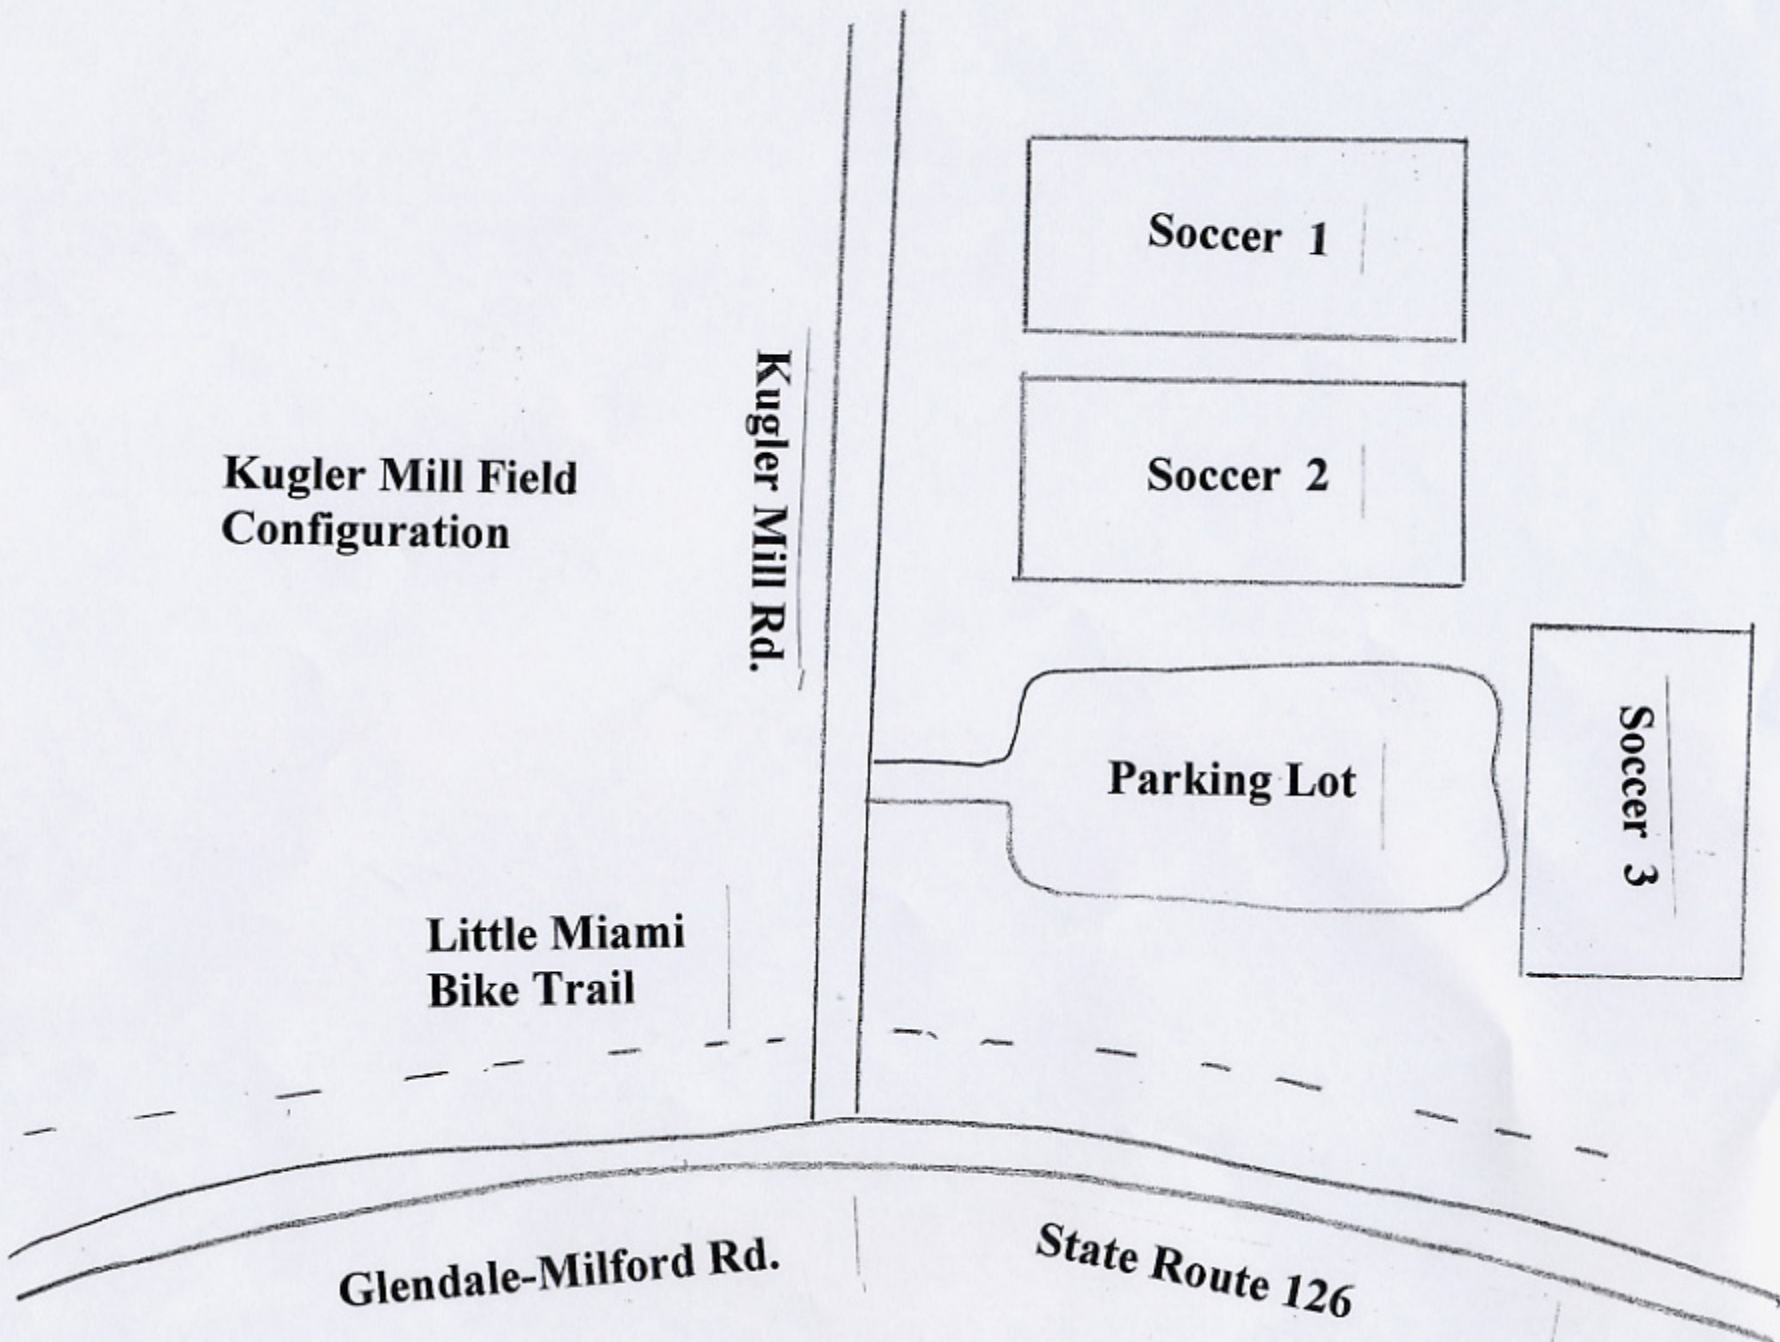 Soccer 1
Kugler Mill Rd.
Soccer 2
Kugler Mill Field
Configuration
Soccer 3
Parking Lot
Little Miami
Bike Trail
Glendale-Milford Rd.
State Route 126